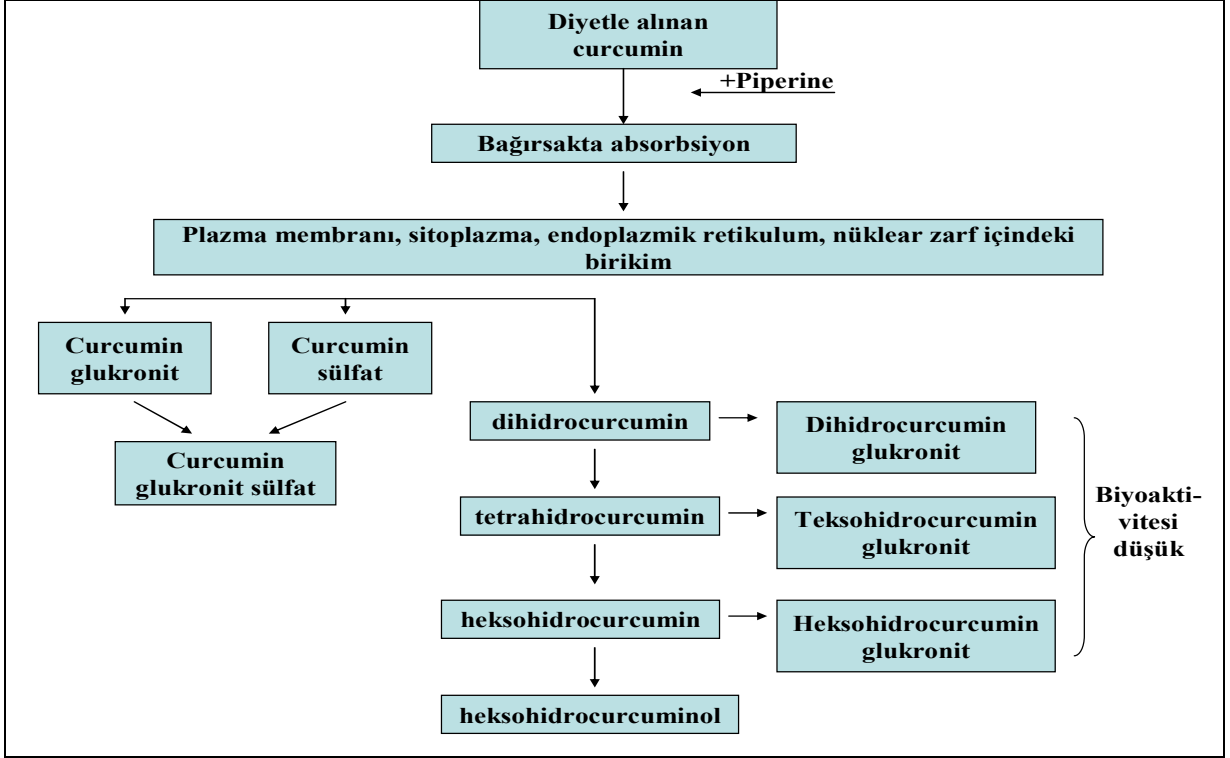 Diyetle alınan
curcumin
+Piperine
Bağırsakta absorbsiyon
Plazma membranı, sitoplazma, endoplazmik retikulum, nüklear zarf içindeki
birikim
Curcumin
glukronit
Curcumin
sülfat
Curcumin
glukronit sülfat
dihidrocurcumin
Dihidrocurcumin
glukronit
tetrahidrocurcumin
Teksohidrocurcumin
glukronit
heksohidrocurcumin
Heksohidrocurcumin
glukronit
heksohidrocurcuminol
Biyoakti-
vitesi
düşük